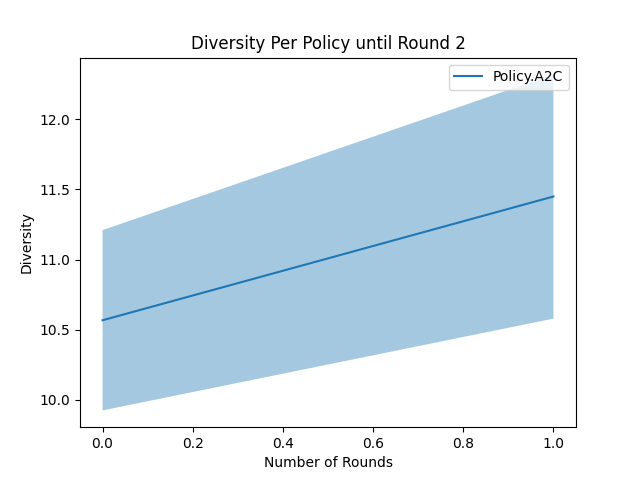 Diversity Per Policy until Round 2
Policy.A2C
12.0
11.5
11.0
10.5
10.0
Diversity
0.0 0.2 0.4 0.6 0.8 1.0
Number of Rounds